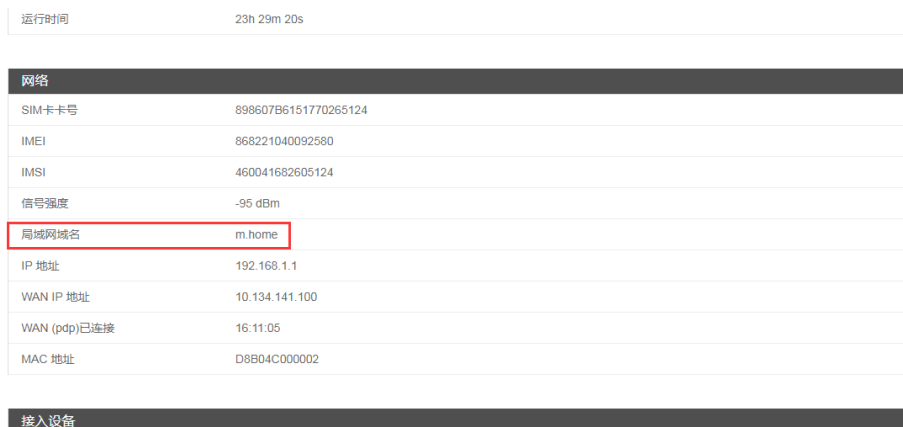 运行时间 23h 29m 20s
网络
SIM卡卡号 898607B6151770265124
IMEI 868221040092580
IMSI 460041682605124
信号强度 -95 dBm
局域网域名 m.home
IP 地址 192.168.1.1
WAN IP 地址 10.134.141.100
WAN (pdp)已连接 16:11:05
MAC 地址 D8B04C000002
接入设备